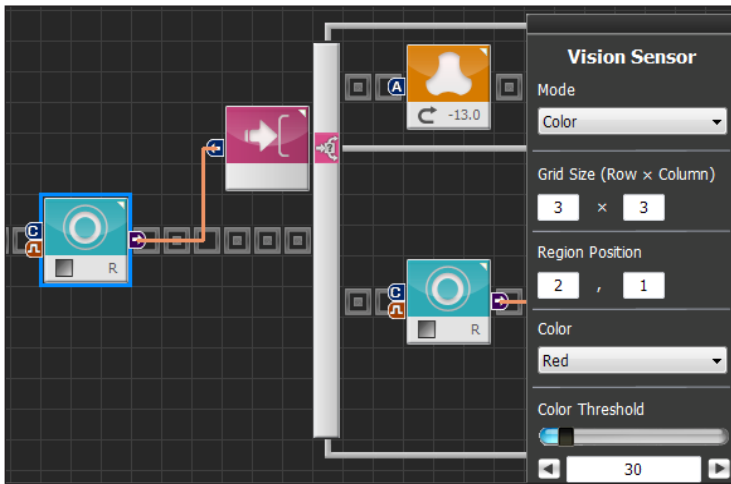 A
-13.0
C
R
C
R
Vision Sensor
Mode
Color
Grid Size (Row × Column)
3 × 3
Region Position
2 , 1
Color
Red
Color Threshold
30